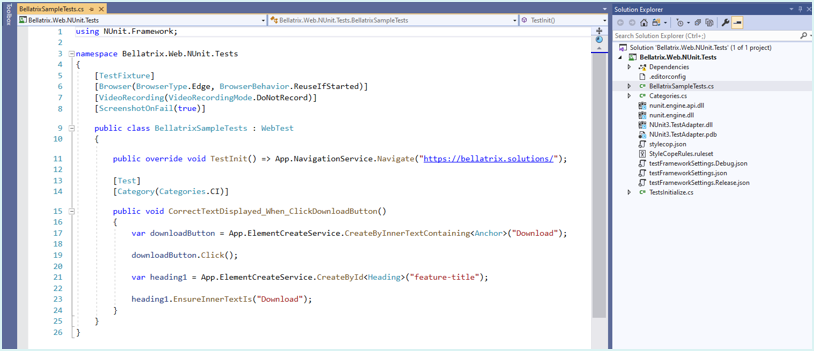 Toolbox
BellatrixSampleTests.cs
Bellatrix.Web.NUnit.Tests
Bellatrix.Web.NUnit.Tests.BellatrixSampleTests
TestInit()
1 using NUnit.Framework;
2
3 namespace Bellatrix.Web.NUnit.Tests
4 {
5 [TestFixture]
6 [Browser(BrowserType.Edge, BrowserBehavior.ReuseIfStarted)]
7 [VideoRecording(VideoRecordingMode.DoNotRecord)]
8 [ScreenshotOnFail(true)]
9 public class BellatrixSampleTests : WebTest
10 {
11 public override void TestInit() => App.NavigationService.Navigate("https://bellatrix.solutions/");
12
13 [Test]
14 [Category(Categories.CI)]
15 public void CorrectTextDisplayed_When_ClickDownloadButton()
16 {
17 var downloadButton = App.ElementCreateService.CreateByInnerTextContaining<Anchor>("Download");
18
19 downloadButton.Click();
20
21 var heading1 = App.ElementCreateService.CreateById<Heading>("feature-title");
22
23 heading1.EnsureInnerTextIs("Download");
24 }
25 }
26 }
Solution Explorer
Search Solution Explorer (Ctrl+;)
Solution 'Bellatrix.Web.NUnit.Tests' (1 of 1 project)
Bellatrix.Web.NUnit.Tests
Dependencies
.editorconfig
C# BellatrixSampleTests.cs
C# Categories.cs
nunit.engine.api.dll
nunit.engine.dll
NUnit3.TestAdapter.dll
NUnit3.TestAdapter.pdb
stylecop.json
StyleCopeRules.ruleset
testFrameworkSettings.Debug.json
testFrameworkSettings.json
testFrameworkSettings.Release.json
C# TestsInitialize.cs